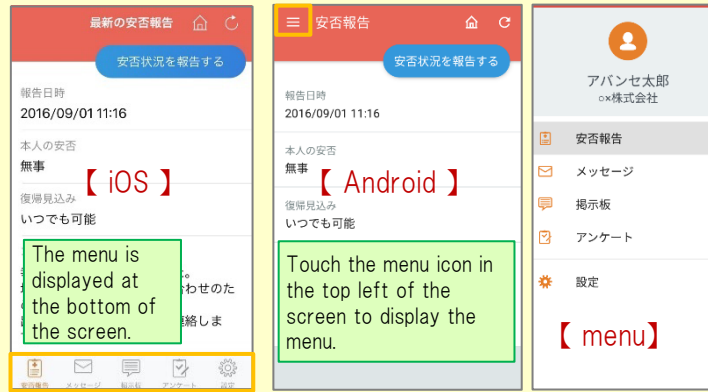 最新の安否報告
安否状況を報告する
報告日時
2016/09/01 11:16
本人の安否
無事
【 iOS 】
復帰見込み
いつでも可能
The menu is
displayed at
the bottom of
the screen.
わせのた
絡しま
安否報告
メッセージ
掲示板
アンケート
設定
安否報告
安否状況を報告する
報告日時
2016/09/01 11:16
本人の安否
無事
【 Android 】
復帰見込み
いつでも可能
Touch the menu icon in
the top left of the
screen to display the
menu.
アバンセ太郎
○×株式会社
安否報告
メッセージ
掲示板
アンケート
設定
【 menu】